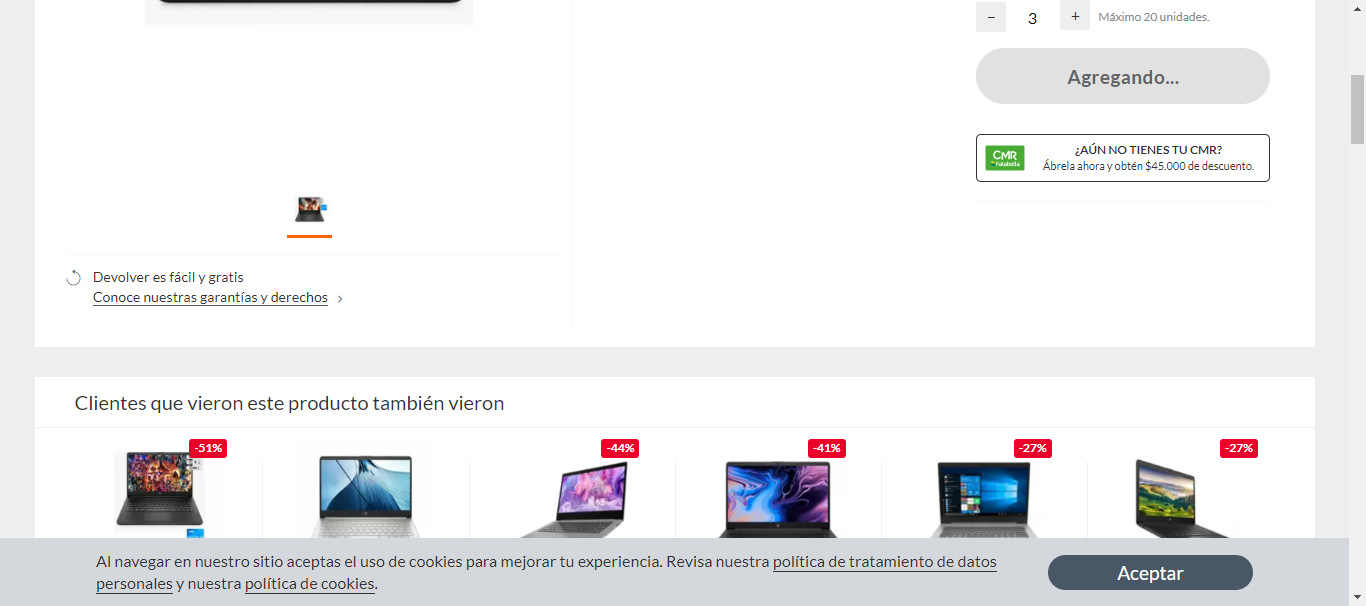 − 3 + Máximo 20 unidades.
Agregando...
CMR
Falabella
¿AÚN NO TIENES TU CMR?
Ábrela ahora y obtén $45.000 de descuento.
Devolver es fácil y gratis
Conoce nuestras garantías y derechos ›
Clientes que vieron este producto también vieron
-51% -44% -41% -27% -27%
Al navegar en nuestro sitio aceptas el uso de cookies para mejorar tu experiencia. Revisa nuestra política de tratamiento de datos
personales y nuestra política de cookies.
Aceptar